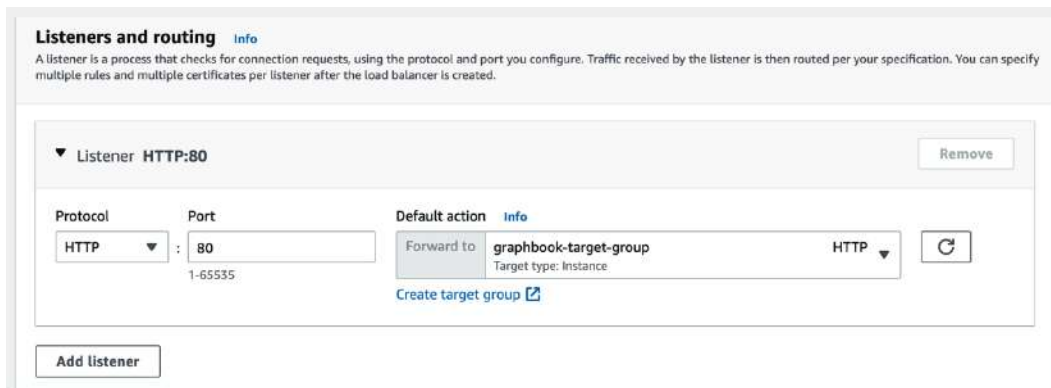 Listeners and routing Info
A listener is a process that checks for connection requests, using the protocol and port you configure. Traffic received by the listener is then routed per your specification. You can specify
multiple rules and multiple certificates per listener after the load balancer is created.
Listener HTTP:80
Remove
Protocol
Port
Default action Info
HTTP
:
80
Forward to
graphbook-target-group
HTTP
Target type: Instance
1-65535
Create target group
Add listener